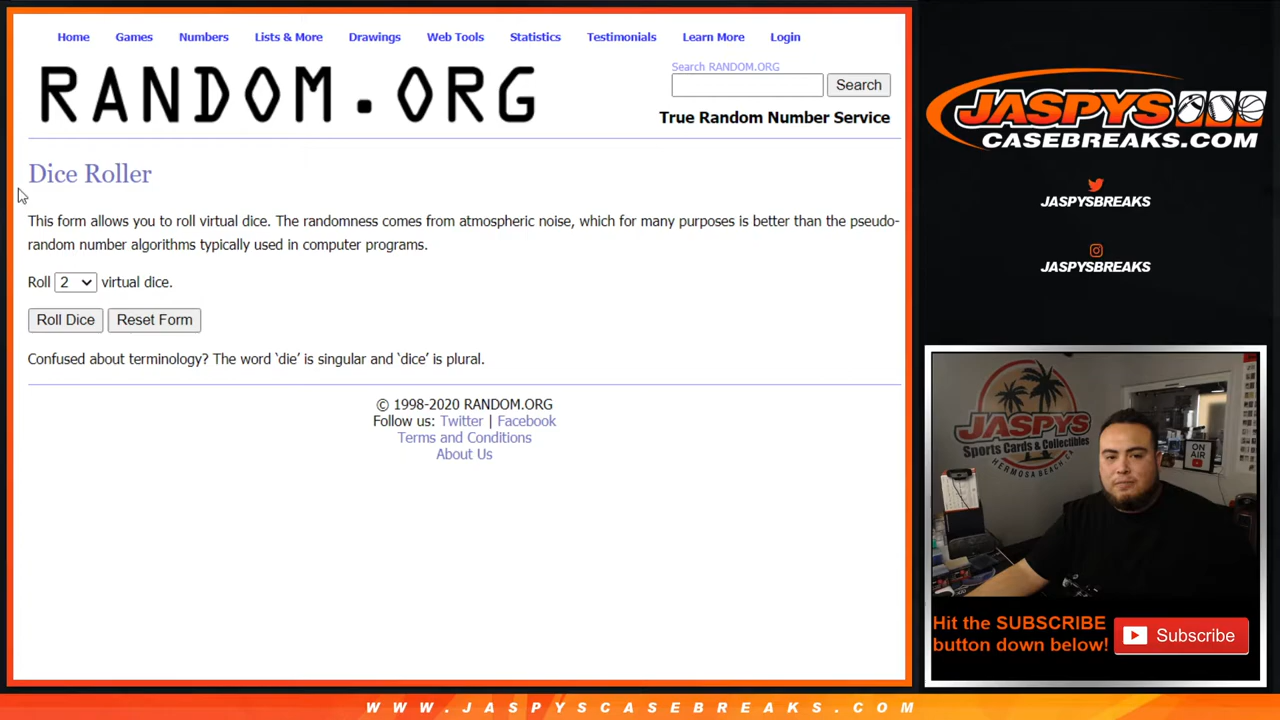 Home Games Numbers Lists & More Drawings Web Tools Statistics Testimonials Learn More Login
RANDOM.ORG
Search RANDOM.ORG
Search
True Random Number Service
Dice Roller
This form allows you to roll virtual dice. The randomness comes from atmospheric noise, which for many purposes is better than the pseudo-
random number algorithms typically used in computer programs.
Roll 2 virtual dice.
Roll Dice Reset Form
Confused about terminology? The word ‘die’ is singular and ‘dice’ is plural.
© 1998-2020 RANDOM.ORG
Follow us: Twitter | Facebook
Terms and Conditions
About Us
JASPYS
CASEBREAKS.COM
JASPYSBREAKS
JASPYSBREAKS
JASPYS
Sports Cards & Collectibles
HERMOSA BEACH, CA
ON
AIR
Hit the SUBSCRIBE
button down below!
Subscribe
WWW.JASPYSCASEBREAKS.COM